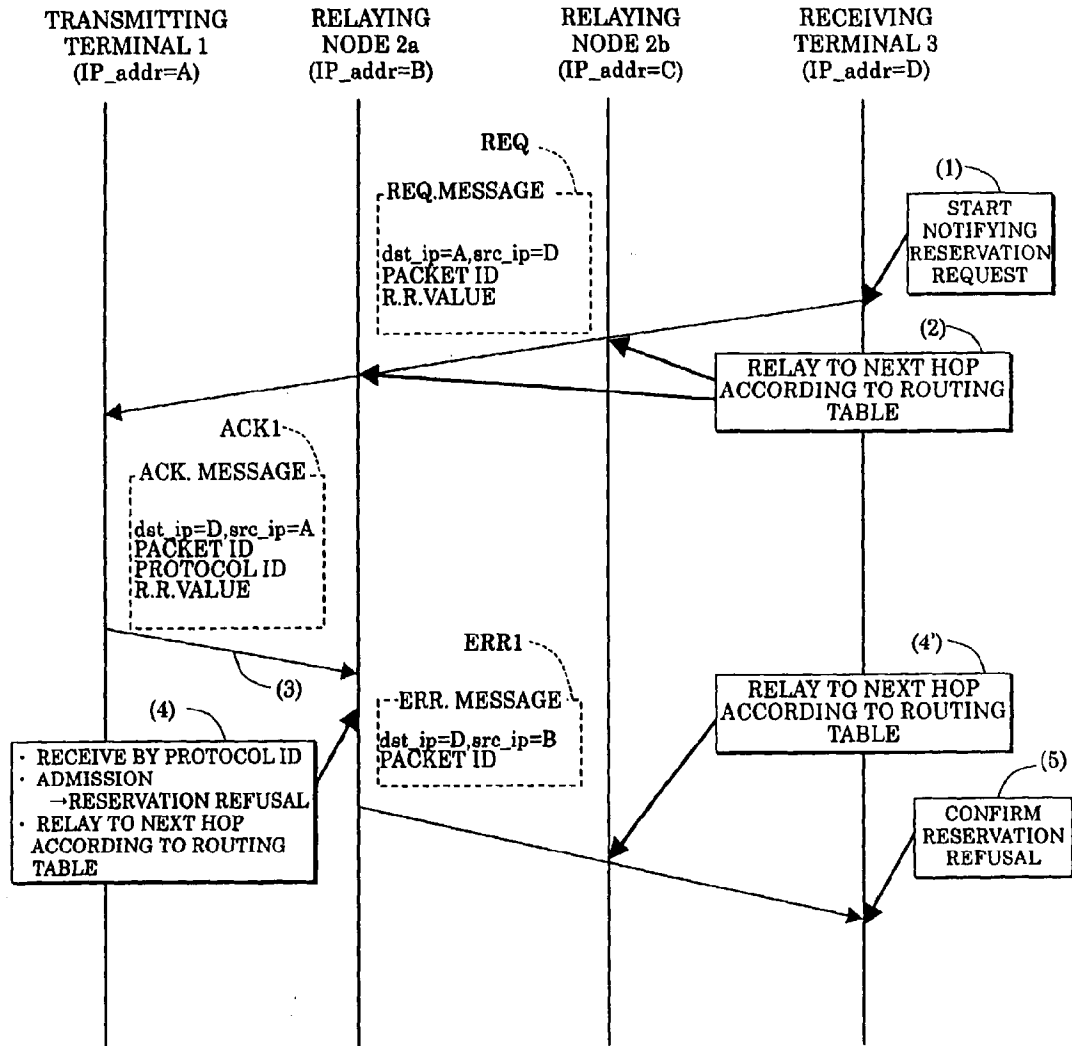 TRANSMITTING
TERMINAL 1
(IP_addr=A)
RELAYING
NODE 2a
(IP_addr=B)
RELAYING
NODE 2b
(IP_addr=C)
RECEIVING
TERMINAL 3
(IP_addr=D)
REQ
REQ.MESSAGE
dst_ip=A,src_ip=D
PACKET ID
R.R.VALUE
(1)
START
NOTIFYING
RESERVATION
REQUEST
(2)
RELAY TO NEXT HOP
ACCORDING TO ROUTING
TABLE
ACK1
ACK. MESSAGE
dst_ip=D,src_ip=A
PACKET ID
PROTOCOL ID
R.R.VALUE
(3)
ERR1
ERR. MESSAGE
dst_ip=D,src_ip=B
PACKET ID
(4')
RELAY TO NEXT HOP
ACCORDING TO ROUTING
TABLE
(4)
· RECEIVE BY PROTOCOL ID
· ADMISSION
→RESERVATION REFUSAL
· RELAY TO NEXT HOP
ACCORDING TO ROUTING
TABLE
(5)
CONFIRM
RESERVATION
REFUSAL